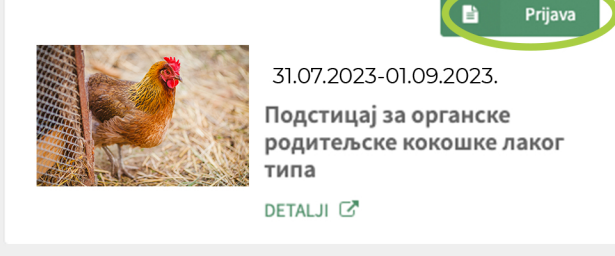 Prijava
31.07.2023-01.09.2023.
Подстицај за органске
родитељске кокошке лаког
типа
DETALJI